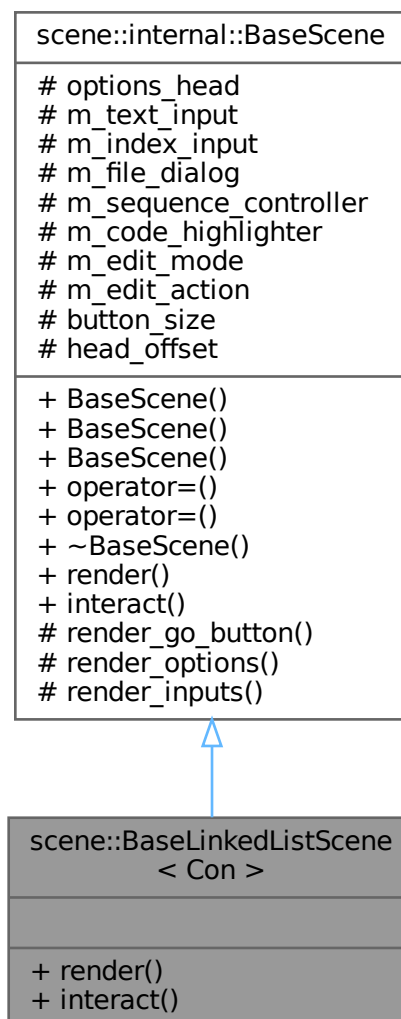 scene::internal::BaseScene
# options_head
# m_text_input
# m_index_input
# m_file_dialog
# m_sequence_controller
# m_code_highlighter
# m_edit_mode
# m_edit_action
# button_size
# head_offset
+ BaseScene()
+ BaseScene()
+ BaseScene()
+ operator=()
+ operator=()
+ ~BaseScene()
+ render()
+ interact()
# render_go_button()
# render_options()
# render_inputs()
scene::BaseLinkedListScene
< Con >
+ render()
+ interact()